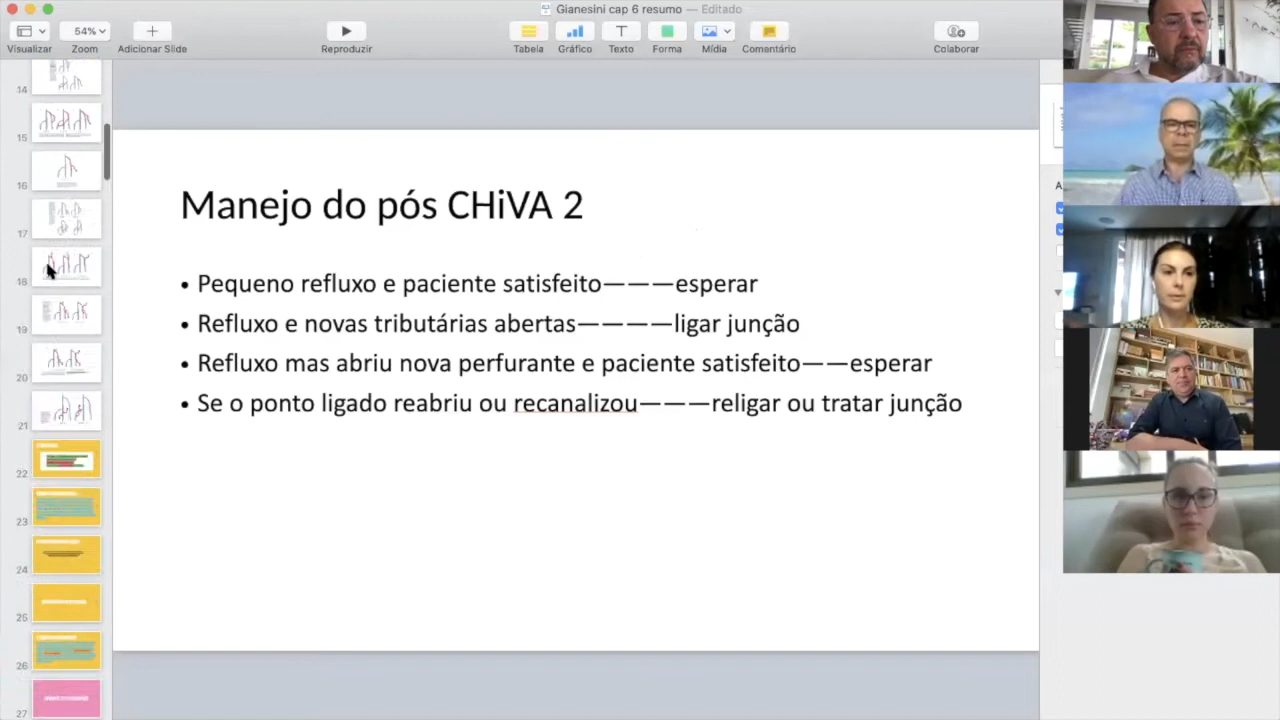 Gianesini cap 6 resumo — Editado
54%
Visualizar
Zoom
Adicionar Slide
Reproduzir
Tabela
Gráfico
Texto
Forma
Mídia
Comentário
Colaborar
14
15
16
17
18
19
20
21
22
23
24
25
26
27
Manejo do pós CHiVA 2
• Pequeno refluxo e paciente satisfeito———esperar
• Refluxo e novas tributárias abertas————ligar junção
• Refluxo mas abriu nova perfurante e paciente satisfeito——esperar
• Se o ponto ligado reabriu ou recanalizou———religar ou tratar junção